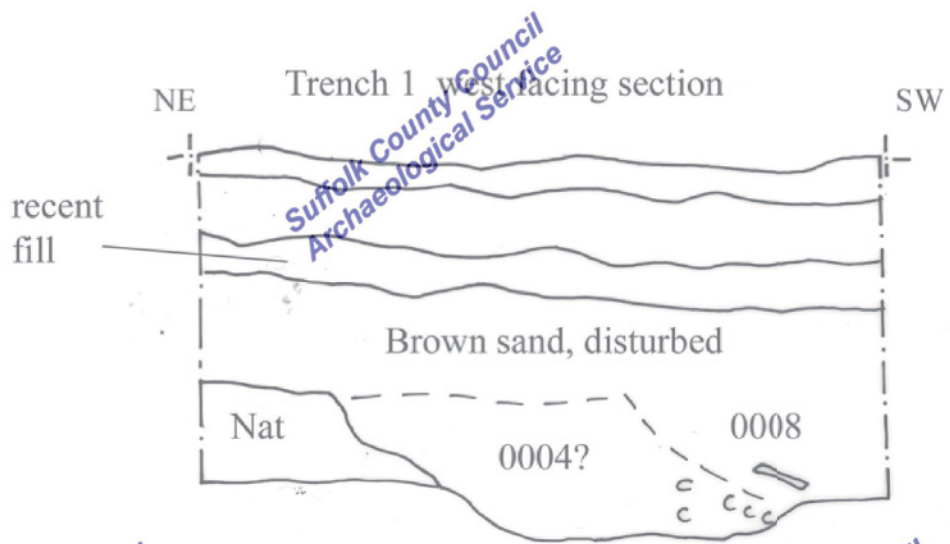 Suffolk County Council
Archaeological Service
Trench 1 west facing section
NE
SW
recent
fill
Brown sand, disturbed
Nat
0004?
0008
c
c
c
c
c